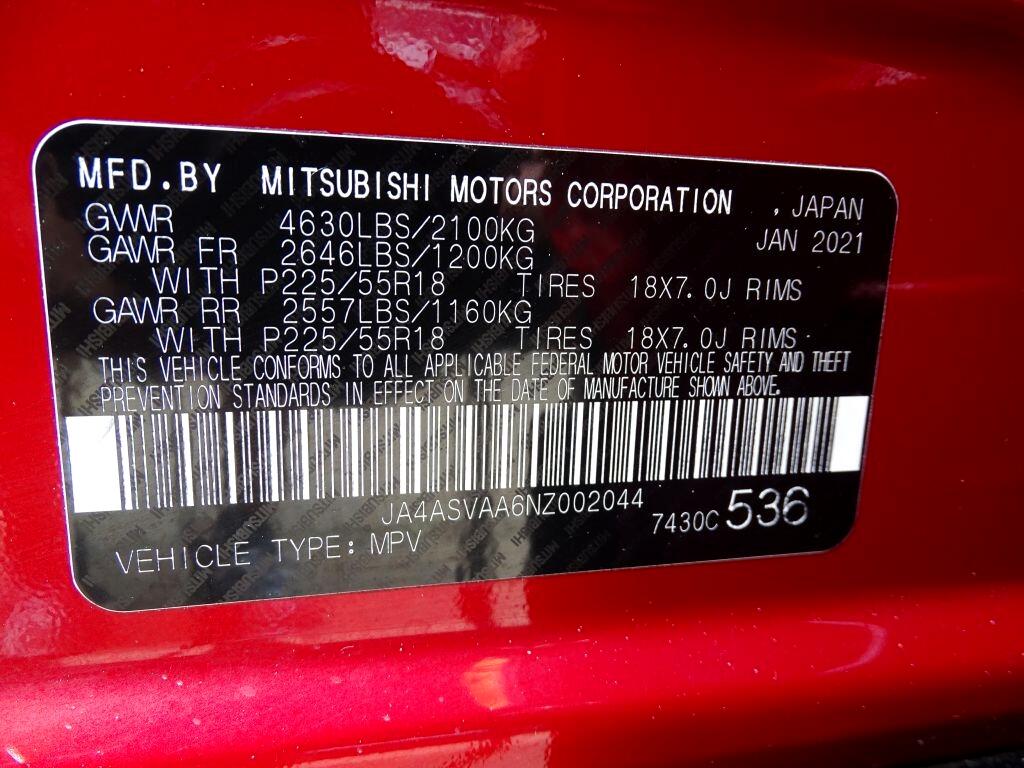 MFD.BY MITSUBISHI MOTORS CORPORATION , JAPAN
GVWR 4630LBS/2100KG JAN 2021
GAWR FR 2646LBS/1200KG
WITH P225/55R18 TIRES 18X7.0J RIMS
GAWR RR 2557LBS/1160KG
WITH P225/55R18 TIRES 18X7.0J RIMS
THIS VEHICLE CONFORMS TO ALL APPLICABLE FEDERAL MOTOR VEHICLE SAFETY AND THEFT
PREVENTION STANDARDS IN EFFECT ON THE DATE OF MANUFACTURE SHOWN ABOVE.
JA4ASVAA6NZ002044 7430C 536
VEHICLE TYPE: MPV